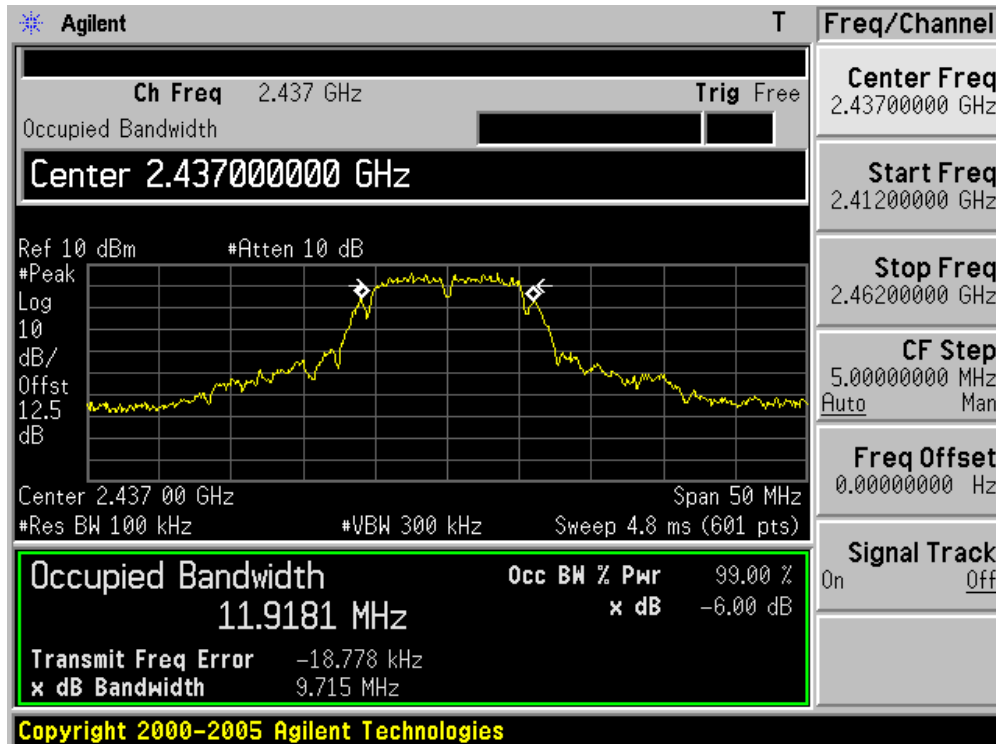 Agilent T Freq/Channel
Ch Freq 2.437 GHz Trig Free
Occupied Bandwidth
Center 2.437000000 GHz
Ref 10 dBm #Atten 10 dB
#Peak
Log
10
dB/
Offst
12.5
dB
Center 2.437 00 GHz Span 50 MHz
#Res BW 100 kHz #VBW 300 kHz Sweep 4.8 ms (601 pts)
Occupied Bandwidth
11.9181 MHz
Occ BW % Pwr 99.00 %
x dB -6.00 dB
Transmit Freq Error -18.778 kHz
x dB Bandwidth 9.715 MHz
Copyright 2000-2005 Agilent Technologies
Center Freq
2.43700000 GHz
Start Freq
2.41200000 GHz
Stop Freq
2.46200000 GHz
CF Step
5.00000000 MHz
Auto Man
Freq Offset
0.00000000 Hz
Signal Track
On Off